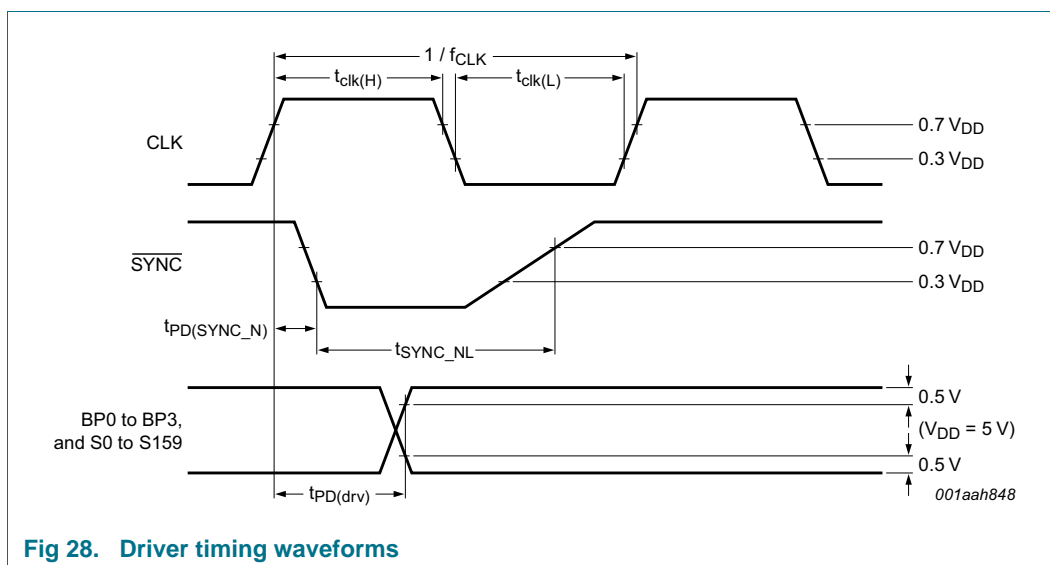 1 / fCLK
tclk(H)
tclk(L)
CLK
0.7 VDD
0.3 VDD
SYNC
0.7 VDD
0.3 VDD
tPD(SYNC_N)
tSYNC_NL
BP0 to BP3,
and S0 to S159
0.5 V
(VDD = 5 V)
0.5 V
tPD(drv)
001aah848
Fig 28. Driver timing waveforms